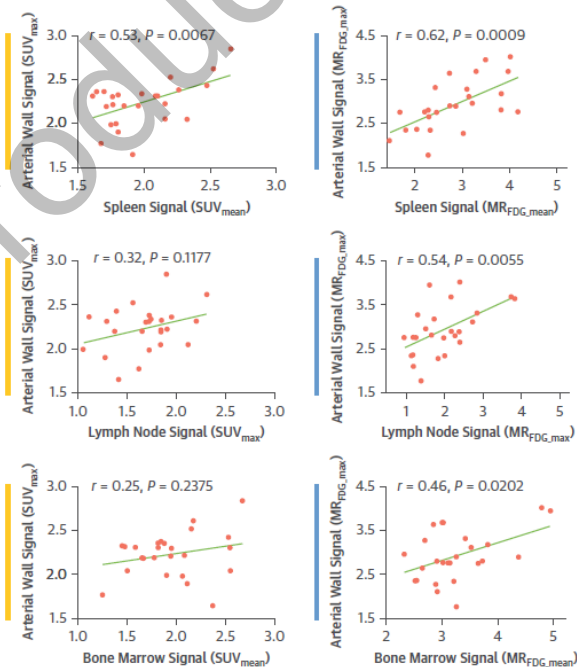 r = 0.53, P = 0.0067
Arterial Wall Signal (SUVmax)
3.0
2.5
2.0
1.5
1.5 2.0 2.5 3.0
Spleen Signal (SUVmean)
r = 0.62, P = 0.0009
Arterial Wall Signal (MRFDG_max)
4.5
3.5
2.5
1.5
2 3 4 5
Spleen Signal (MRFDG_mean)
r = 0.32, P = 0.1177
Arterial Wall Signal (SUVmax)
3.0
2.5
2.0
1.5
1.0 1.5 2.0 2.5 3.0
Lymph Node Signal (SUVmax)
r = 0.54, P = 0.0055
Arterial Wall Signal (MRFDG_max)
4.5
3.5
2.5
1.5
1 2 3 4 5
Lymph Node Signal (MRFDG_max)
r = 0.25, P = 0.2375
Arterial Wall Signal (SUVmax)
3.0
2.5
2.0
1.5
1.0 1.5 2.0 2.5 3.0
Bone Marrow Signal (SUVmean)
r = 0.46, P = 0.0202
Arterial Wall Signal (MRFDG_max)
4.5
3.5
2.5
1.5
2 3 4 5
Bone Marrow Signal (MRFDG_mean)